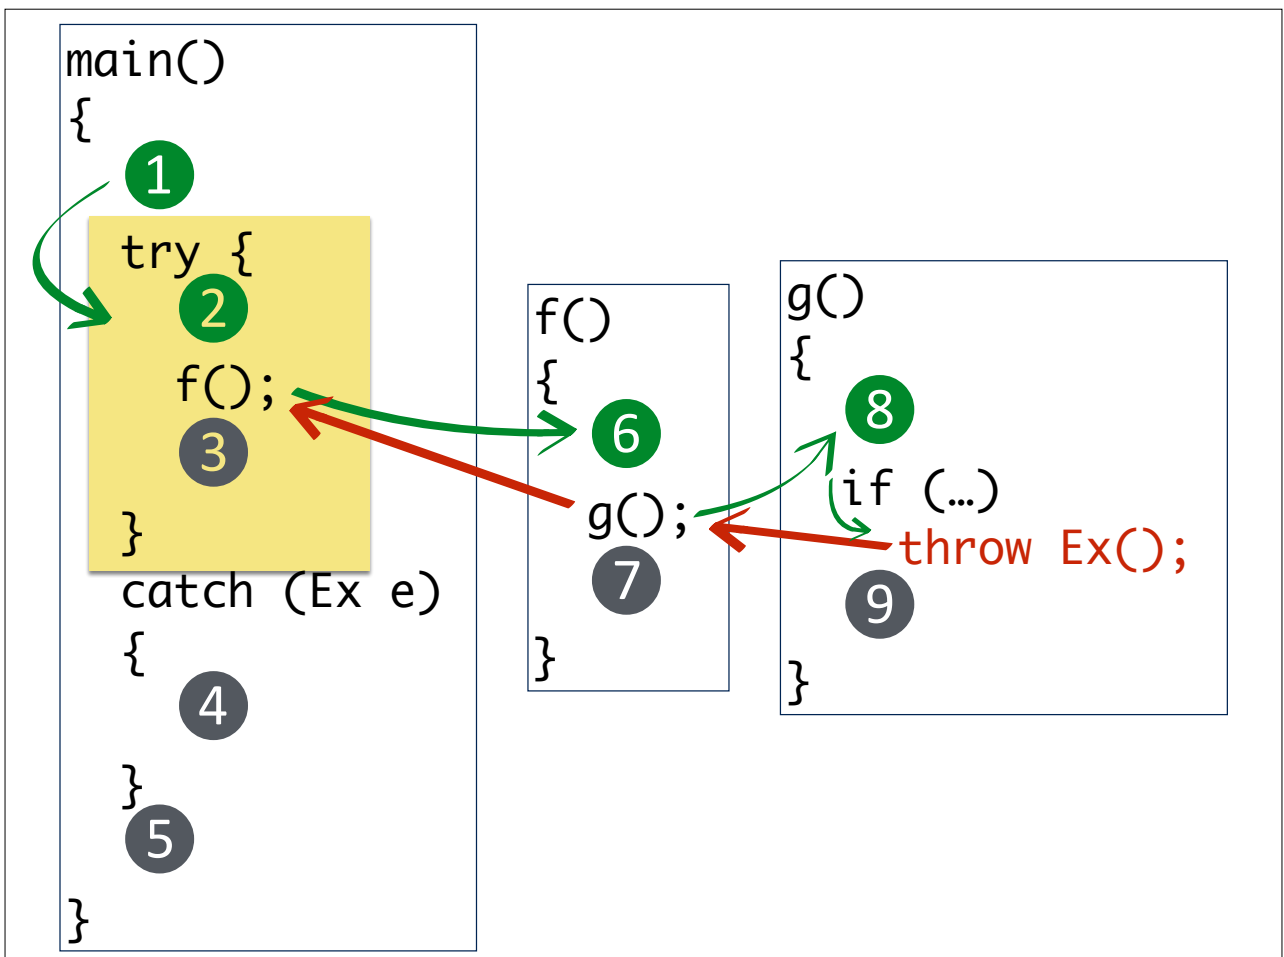 main()
{
1
try {
2
f();
3
}
catch (Ex e)
{
4
}
5
}
f()
{
6
g();
7
}
g()
{
8
if (…)
throw Ex();
9
}